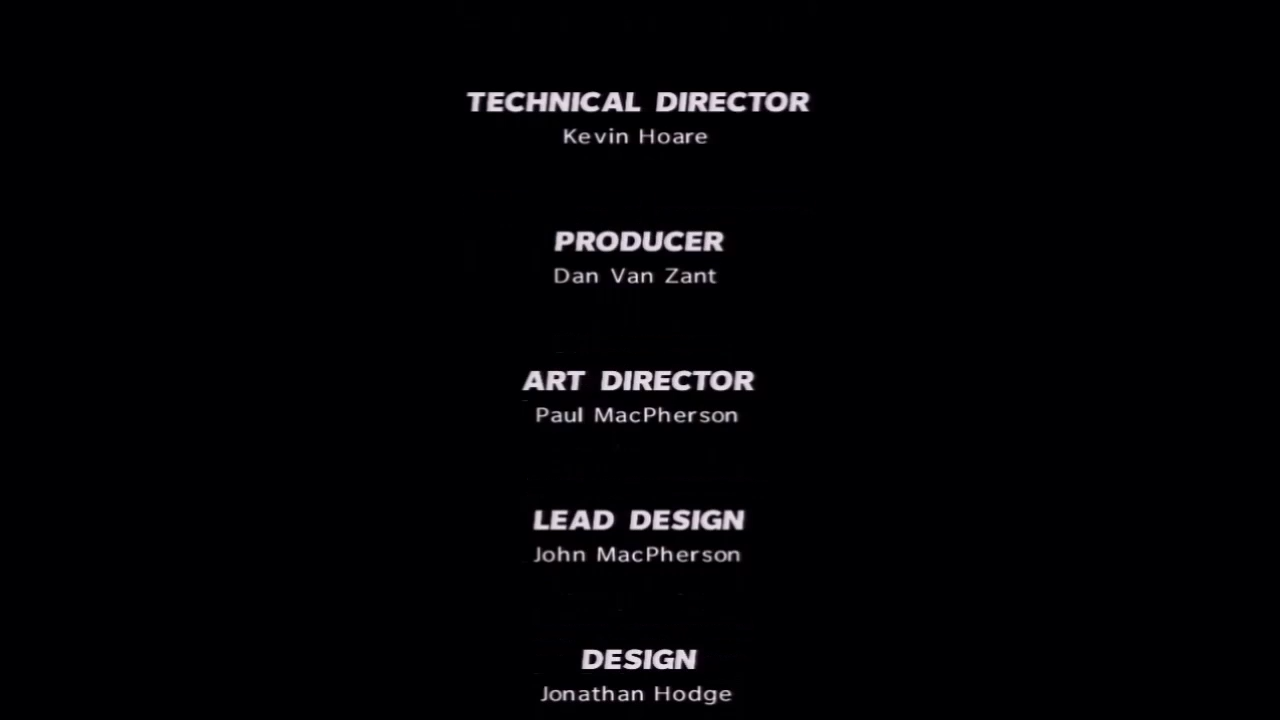 TECHNICAL DIRECTOR
Kevin Hoare
PRODUCER
Dan Van Zant
ART DIRECTOR
Paul MacPherson
LEAD DESIGN
John MacPherson
DESIGN
Jonathan Hodge